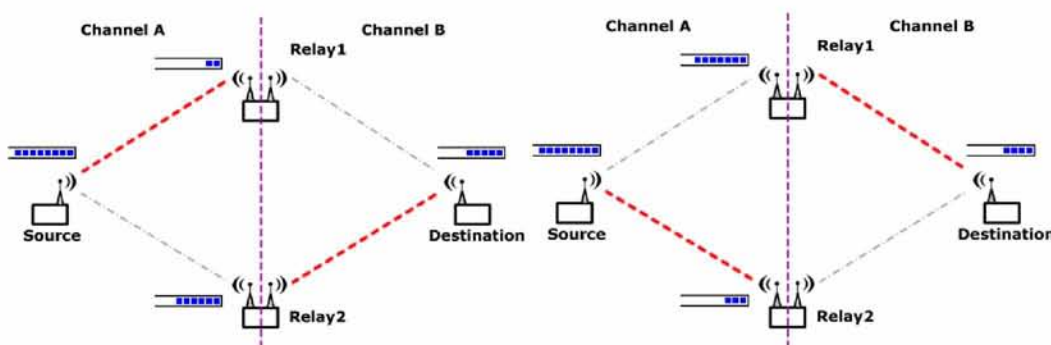 Channel A
Channel B
Relay1
Source
Destination
Relay2
Channel A
Channel B
Relay1
Source
Destination
Relay2